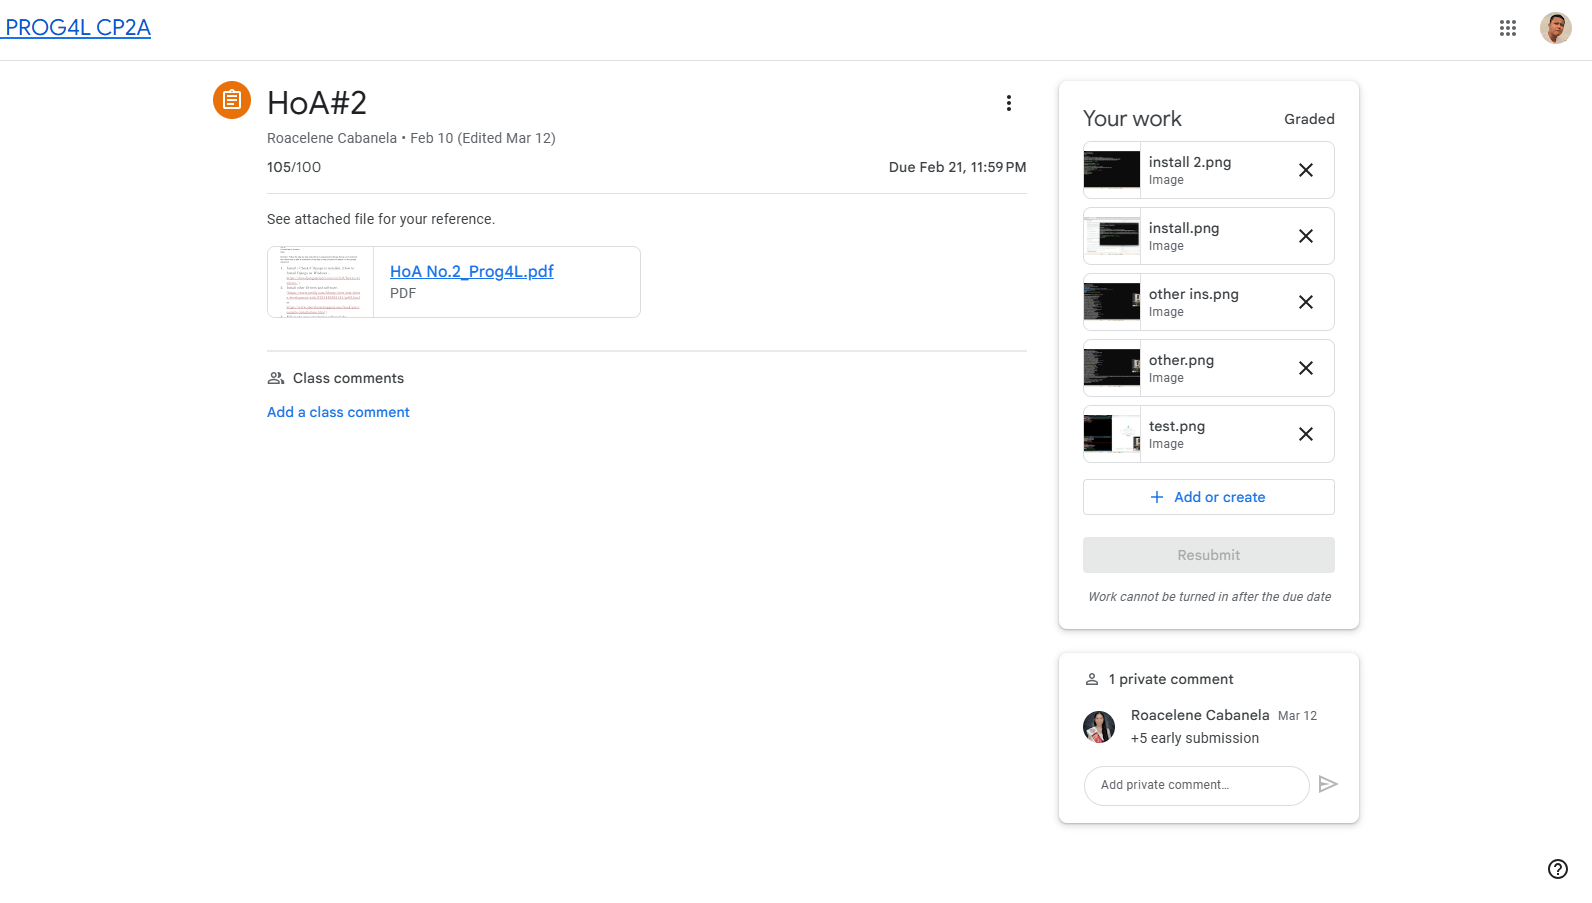 PROG4L CP2A
HoA#2
Roacelene Cabanela • Feb 10 (Edited Mar 12)
105/100
Due Feb 21, 11:59 PM
See attached file for your reference.
HoA No.2_Prog4L.pdf
PDF
Class comments
Add a class comment
Your work
Graded
install 2.png
Image
install.png
Image
other ins.png
Image
other.png
Image
test.png
Image
Add or create
Resubmit
Work cannot be turned in after the due date
1 private comment
Roacelene Cabanela Mar 12
+5 early submission
Add private comment...